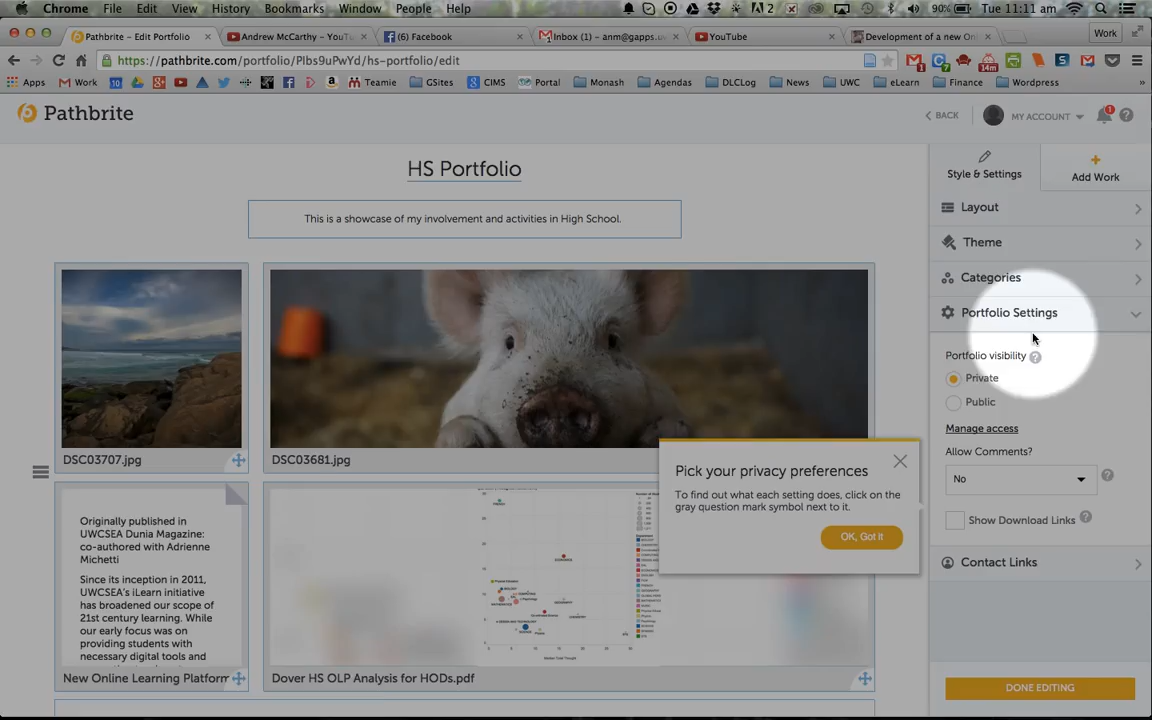 Chrome File Edit View History Bookmarks Window People Help 2 90% Tue 11:11 am
Pathbrite – Edit Portfolio Andrew McCarthy – YouT (6) Facebook Inbox (1) – anm@gapps.uw YouTube Development of a new Onl Work
https://pathbrite.com/portfolio/Plbs9uPwYd/hs-portfolio/edit
Apps Work Teamie GSites CIMS Portal Monash Agendas DLCLog News UWC eLearn Finance Wordpress »
Pathbrite
BACK MY ACCOUNT 1
HS Portfolio
This is a showcase of my involvement and activities in High School.
Style & Settings
Add Work
Layout
Theme
Categories
Portfolio Settings
Portfolio visibility
Private
Public
Manage access
Allow Comments?
No
Show Download Links
Contact Links
DONE EDITING
DSC03707.jpg
DSC03681.jpg
Pick your privacy preferences
To find out what each setting does, click on the
gray question mark symbol next to it.
OK, Got it
Originally published in
UWCSEA Dunia Magazine:
co-authored with Adrienne
Michetti
Since its inception in 2011,
UWCSEA's iLearn initiative
has broadened our scope of
21st century learning. While
our early focus was on
providing students with
necessary digital tools and
New Online Learning Platform
Dover HS OLP Analysis for HODs.pdf